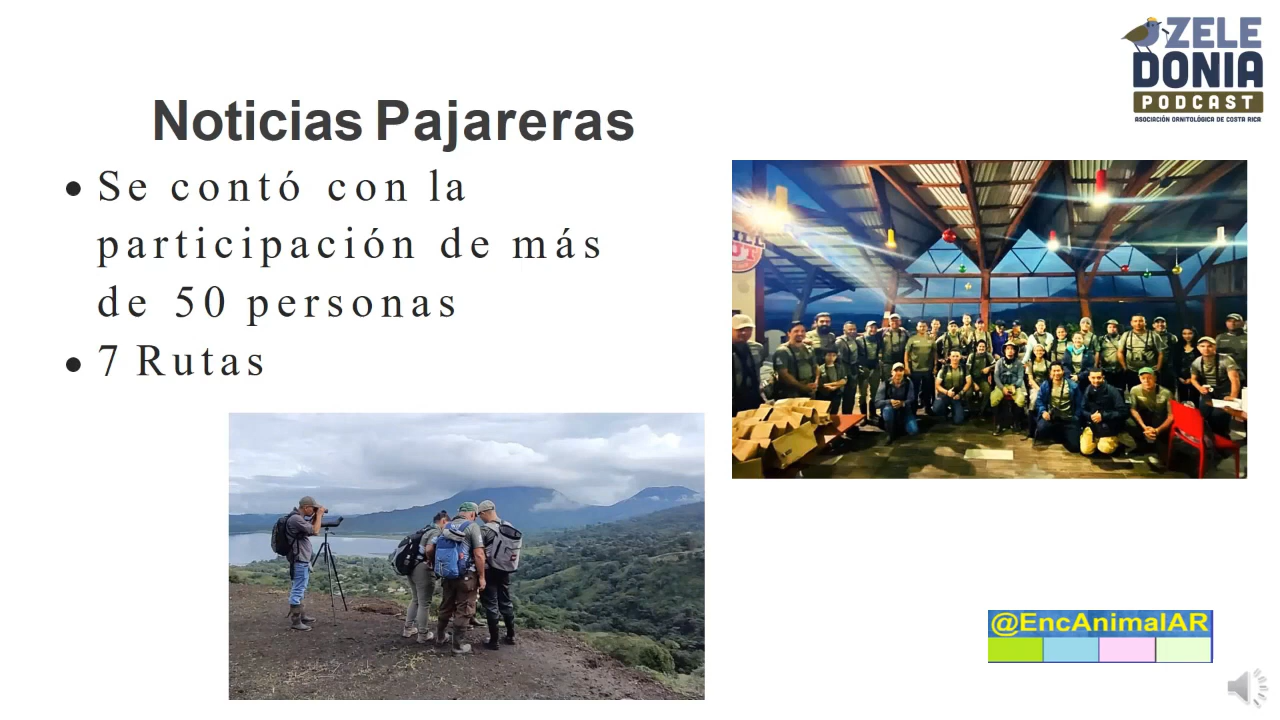 ZELE
DONIA
PODCAST
ASOCIACIÓN ORNITOLÓGICA DE COSTA RICA
Noticias Pajareras
Se contó con la
participación de más
de 50 personas
7 Rutas
@EncAnimalAR